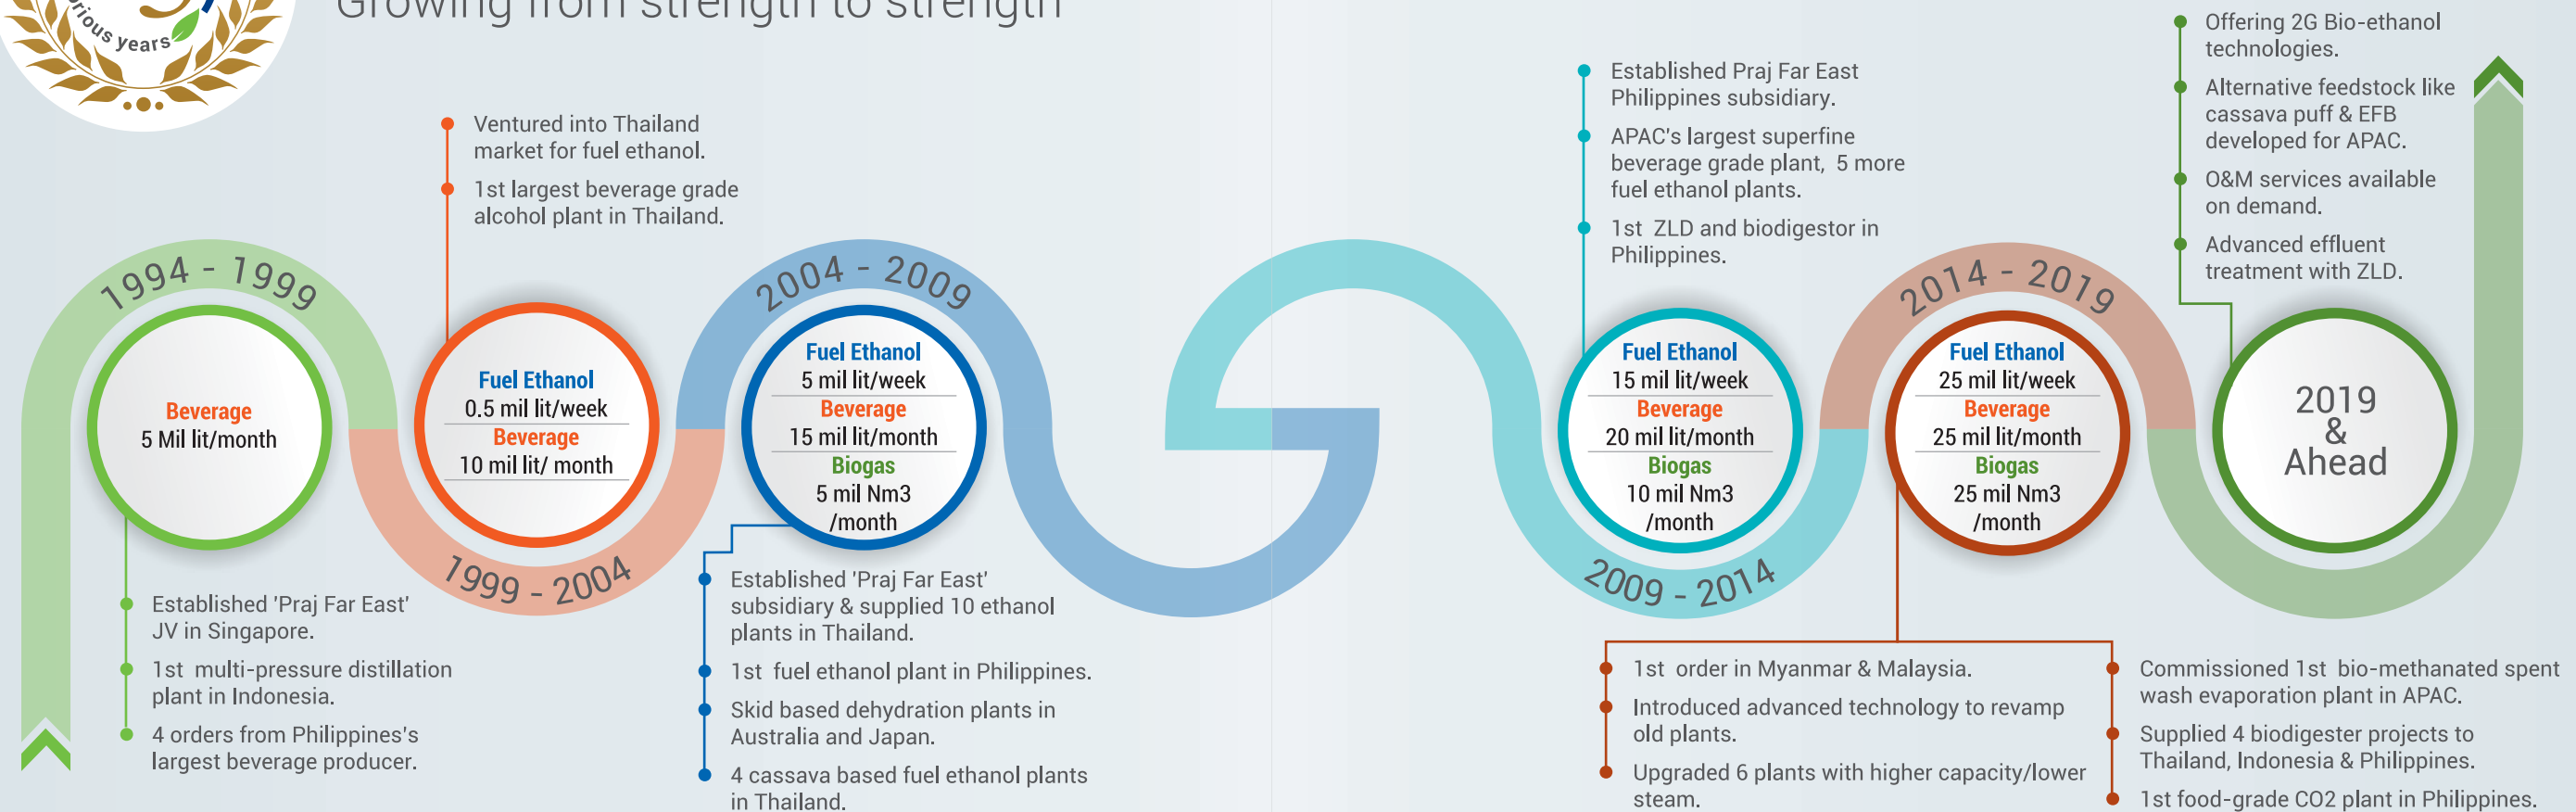 Growing from strength to strength
years
1994 - 1999
Beverage
5 Mil lit/month
Established 'Praj Far East'
JV in Singapore.
1st multi-pressure distillation
plant in Indonesia.
4 orders from Philippines's
largest beverage producer.
Ventured into Thailand
market for fuel ethanol.
1st largest beverage grade
alcohol plant in Thailand.
Fuel Ethanol
0.5 mil lit/week
Beverage
10 mil lit/ month
1999 - 2004
2004 - 2009
Fuel Ethanol
5 mil lit/week
Beverage
15 mil lit/month
Biogas
5 mil Nm3
/month
Established 'Praj Far East'
subsidiary & supplied 10 ethanol
plants in Thailand.
1st fuel ethanol plant in Philippines.
Skid based dehydration plants in
Australia and Japan.
4 cassava based fuel ethanol plants
in Thailand.
Established Praj Far East
Philippines subsidiary.
APAC's largest superfine
beverage grade plant, 5 more
fuel ethanol plants.
1st ZLD and biodigestor in
Philippines.
Fuel Ethanol
15 mil lit/week
Beverage
20 mil lit/month
Biogas
10 mil Nm3
/month
2009 - 2014
2014 - 2019
Fuel Ethanol
25 mil lit/week
Beverage
25 mil lit/month
Biogas
25 mil Nm3
/month
1st order in Myanmar & Malaysia.
Introduced advanced technology to revamp
old plants.
Upgraded 6 plants with higher capacity/lower
steam.
Commissioned 1st bio-methanated spent
wash evaporation plant in APAC.
Supplied 4 biodigester projects to
Thailand, Indonesia & Philippines.
1st food-grade CO2 plant in Philippines.
Offering 2G Bio-ethanol
technologies.
Alternative feedstock like
cassava puff & EFB
developed for APAC.
O&M services available
on demand.
Advanced effluent
treatment with ZLD.
2019
&
Ahead